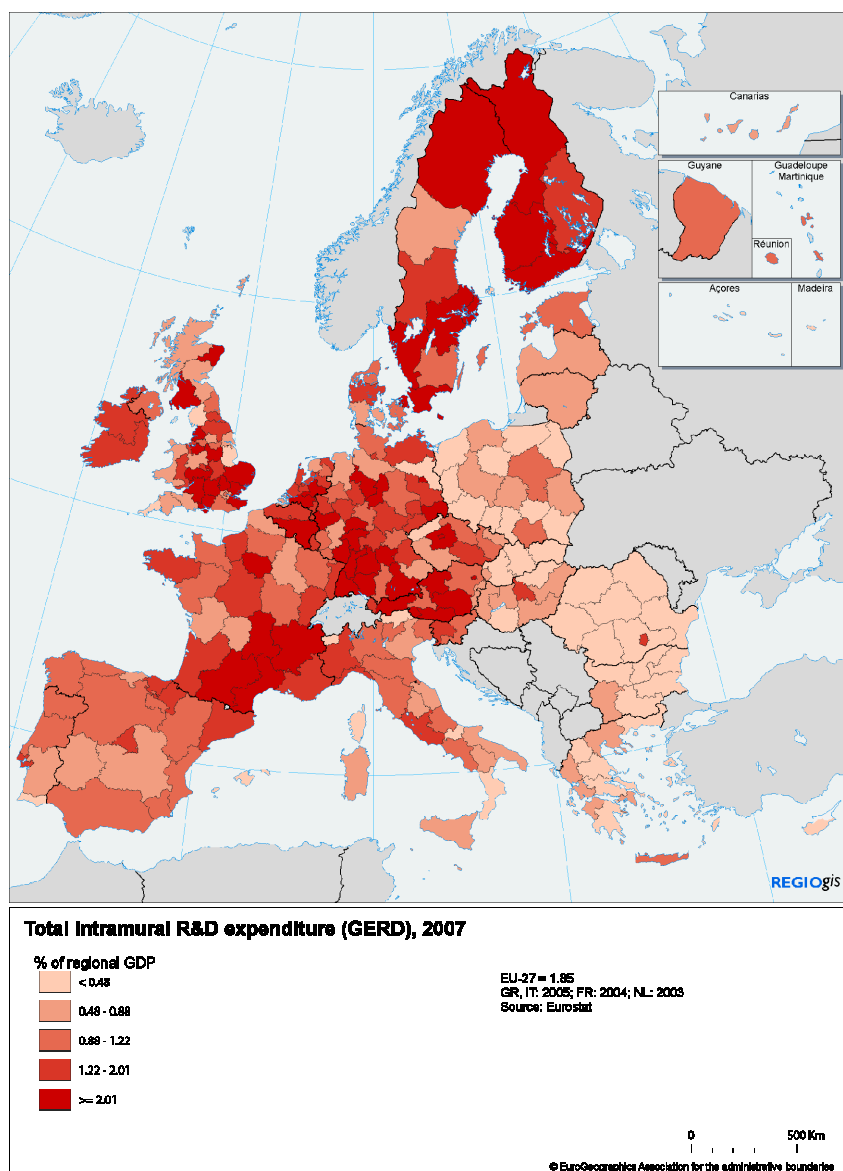 Canarias
Guyane
Guadeloupe
Martinique
Réunion
Açores
Madeira
REGIOgis
Total intramural R&D expenditure (GERD), 2007
% of regional GDP
< 0.48
0.48 - 0.88
0.88 - 1.22
1.22 - 2.01
>= 2.01
EU-27 = 1.85
GR, IT: 2005; FR: 2004; NL: 2003
Source: Eurostat
0 500 Km
© EuroGeographics Association for the administrative boundaries